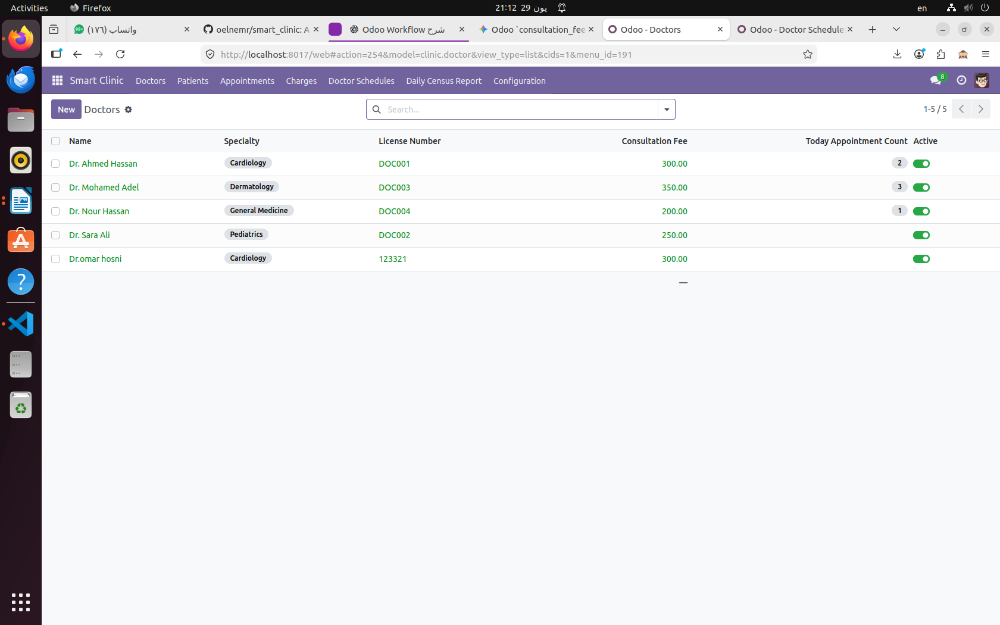 Activities Firefox 21:12 29 يون en
واتساب (١٧٦) oelnemr/smart_clinic: A Odoo Workflow شرح Odoo `consultation_fee Odoo - Doctors Odoo - Doctor Schedules
http://localhost:8017/web#action=254&model=clinic.doctor&view_type=list&cids=1&menu_id=191
Smart Clinic Doctors Patients Appointments Charges Doctor Schedules Daily Census Report Configuration 8
New Doctors Search... 1-5 / 5
Name Specialty License Number Consultation Fee Today Appointment Count Active
Dr. Ahmed Hassan Cardiology DOC001 300.00 2
Dr. Mohamed Adel Dermatology DOC003 350.00 3
Dr. Nour Hassan General Medicine DOC004 200.00 1
Dr. Sara Ali Pediatrics DOC002 250.00
Dr.omar hosni Cardiology 123321 300.00
—